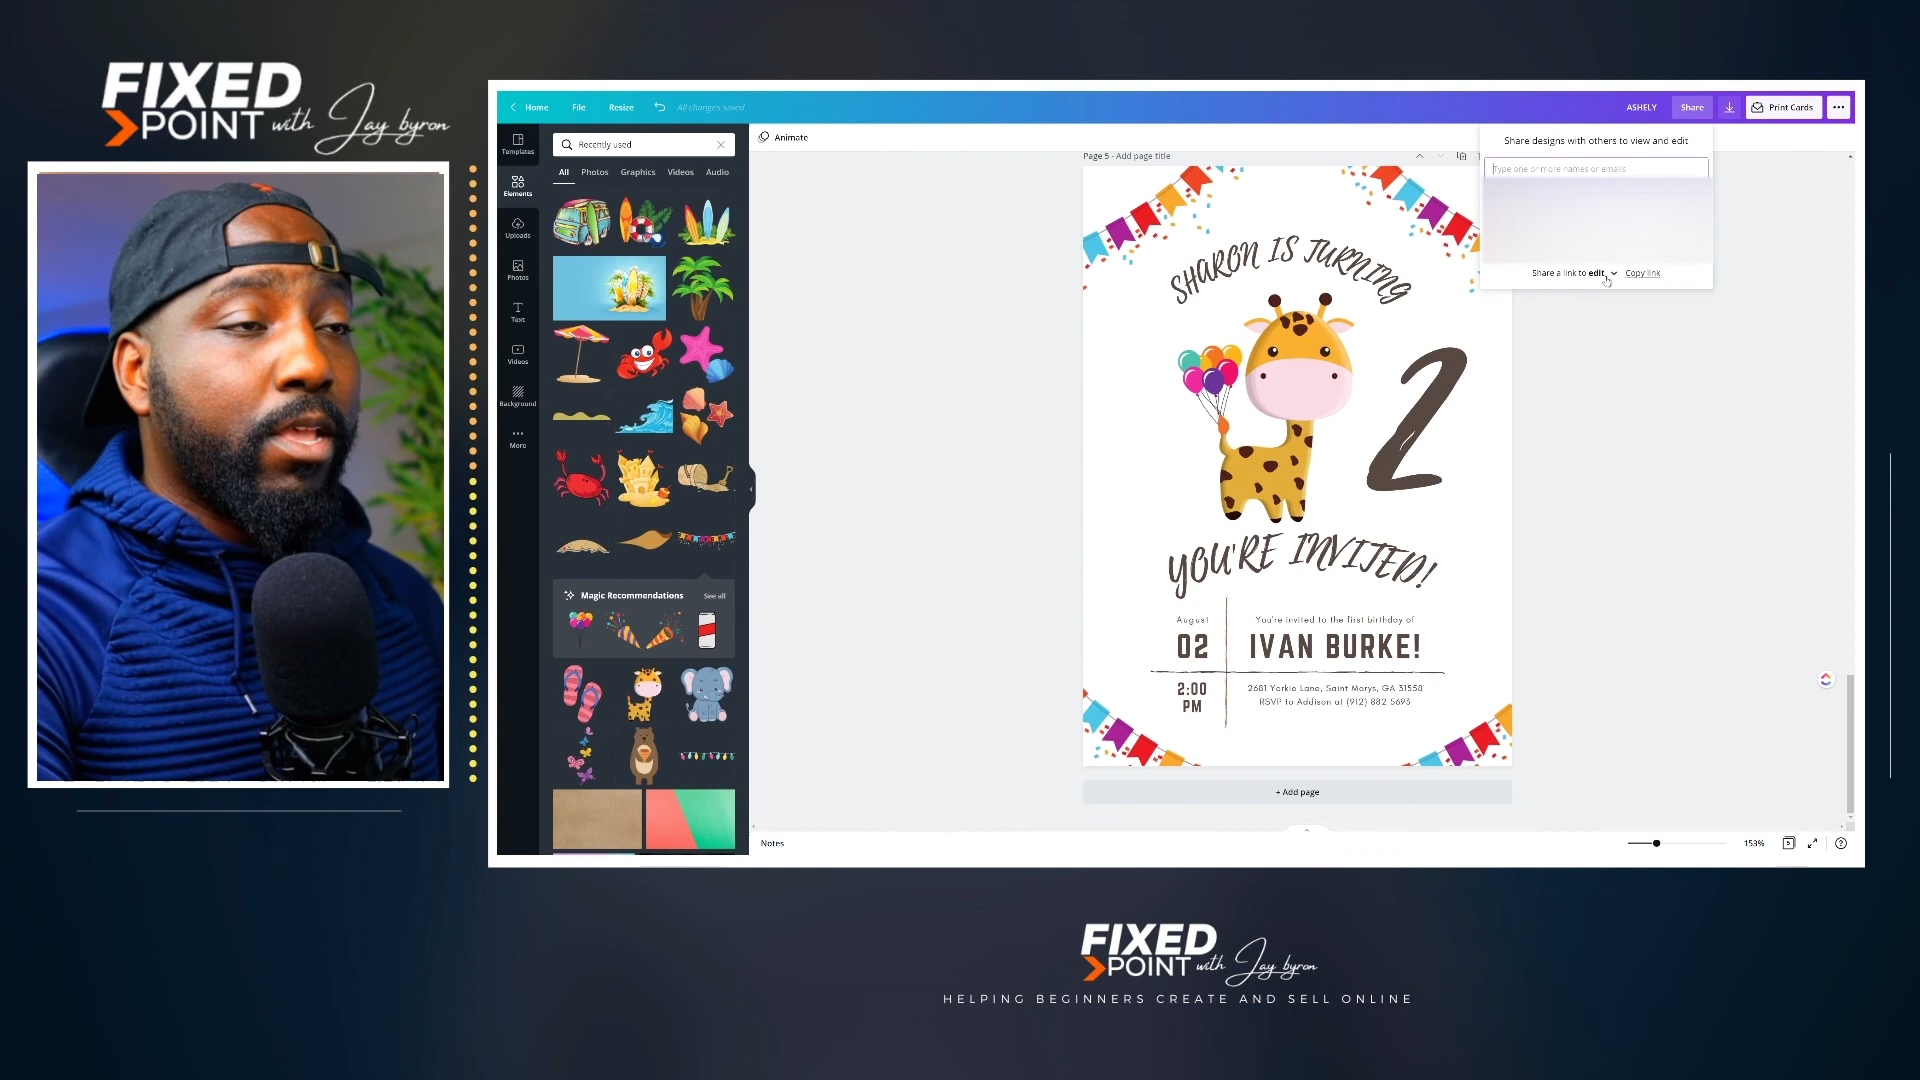 FIXED
POINT with Jay byron
Home File Resize All changes saved
ASHELY Share Print Cards
Templates
Elements
Uploads
Photos
Text
Videos
Background
More
Recently used
All Photos Graphics Videos Audio
Magic Recommendations See all
Animate
Page 5 - Add page title
Share designs with others to view and edit
Type one or more names or emails
Share a link to edit Copy link
SHARON IS TURNING
2
YOU'RE INVITED!
August
02
2:00
PM
You're invited to the first birthday of
IVAN BURKE!
2681 Yorkie Lane, Saint Marys, GA 31558
RSVP to Addison at (912) 882 5693
+ Add page
Notes
153%
5
FIXED
POINT with Jay byron
HELPING BEGINNERS CREATE AND SELL ONLINE